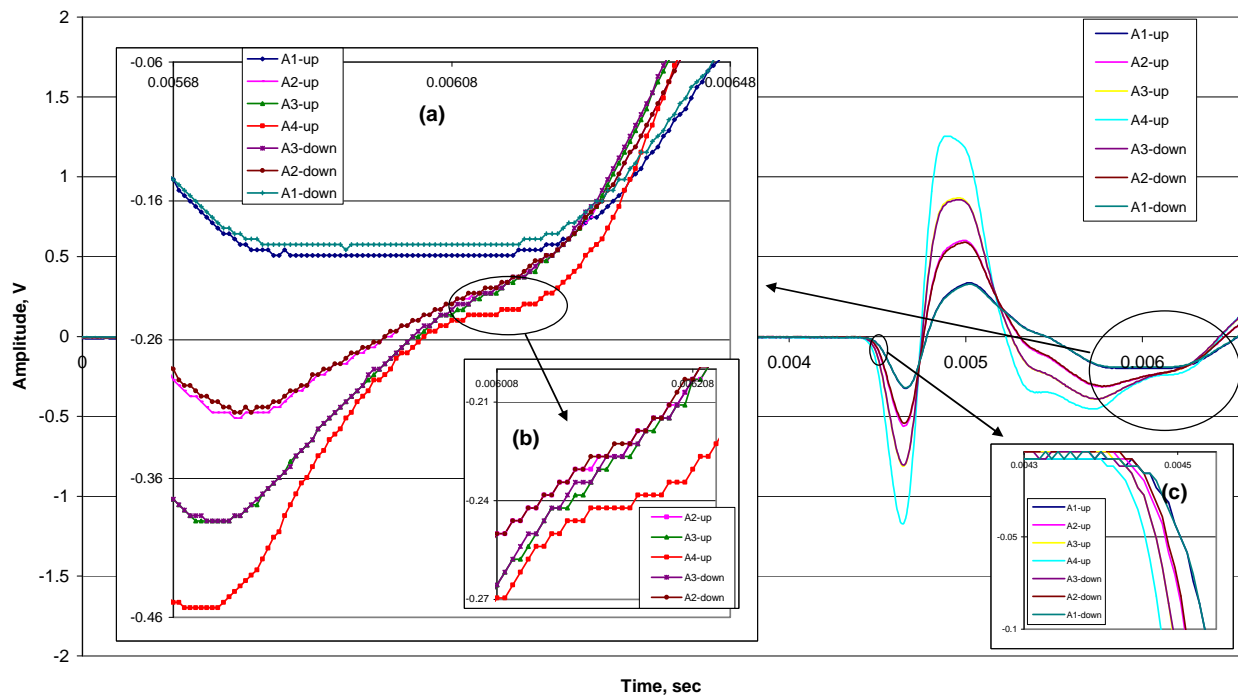 2
1.5
1
0.5
0
-0.5
-1
-1.5
-2
Amplitude, V
0
0.004
0.005
0.006
Time, sec
A1-up
A2-up
A3-up
A4-up
A3-down
A2-down
A1-down
(a)
-0.06
-0.16
-0.26
-0.36
-0.46
0.00568
0.00608
0.00648
A1-up
A2-up
A3-up
A4-up
A3-down
A2-down
A1-down
(b)
0.006008
0.006208
-0.21
-0.24
-0.27
A2-up
A3-up
A4-up
A3-down
A2-down
(c)
0.0043
0.0045
-0.05
-0.1
A1-up
A2-up
A3-up
A4-up
A3-down
A2-down
A1-down